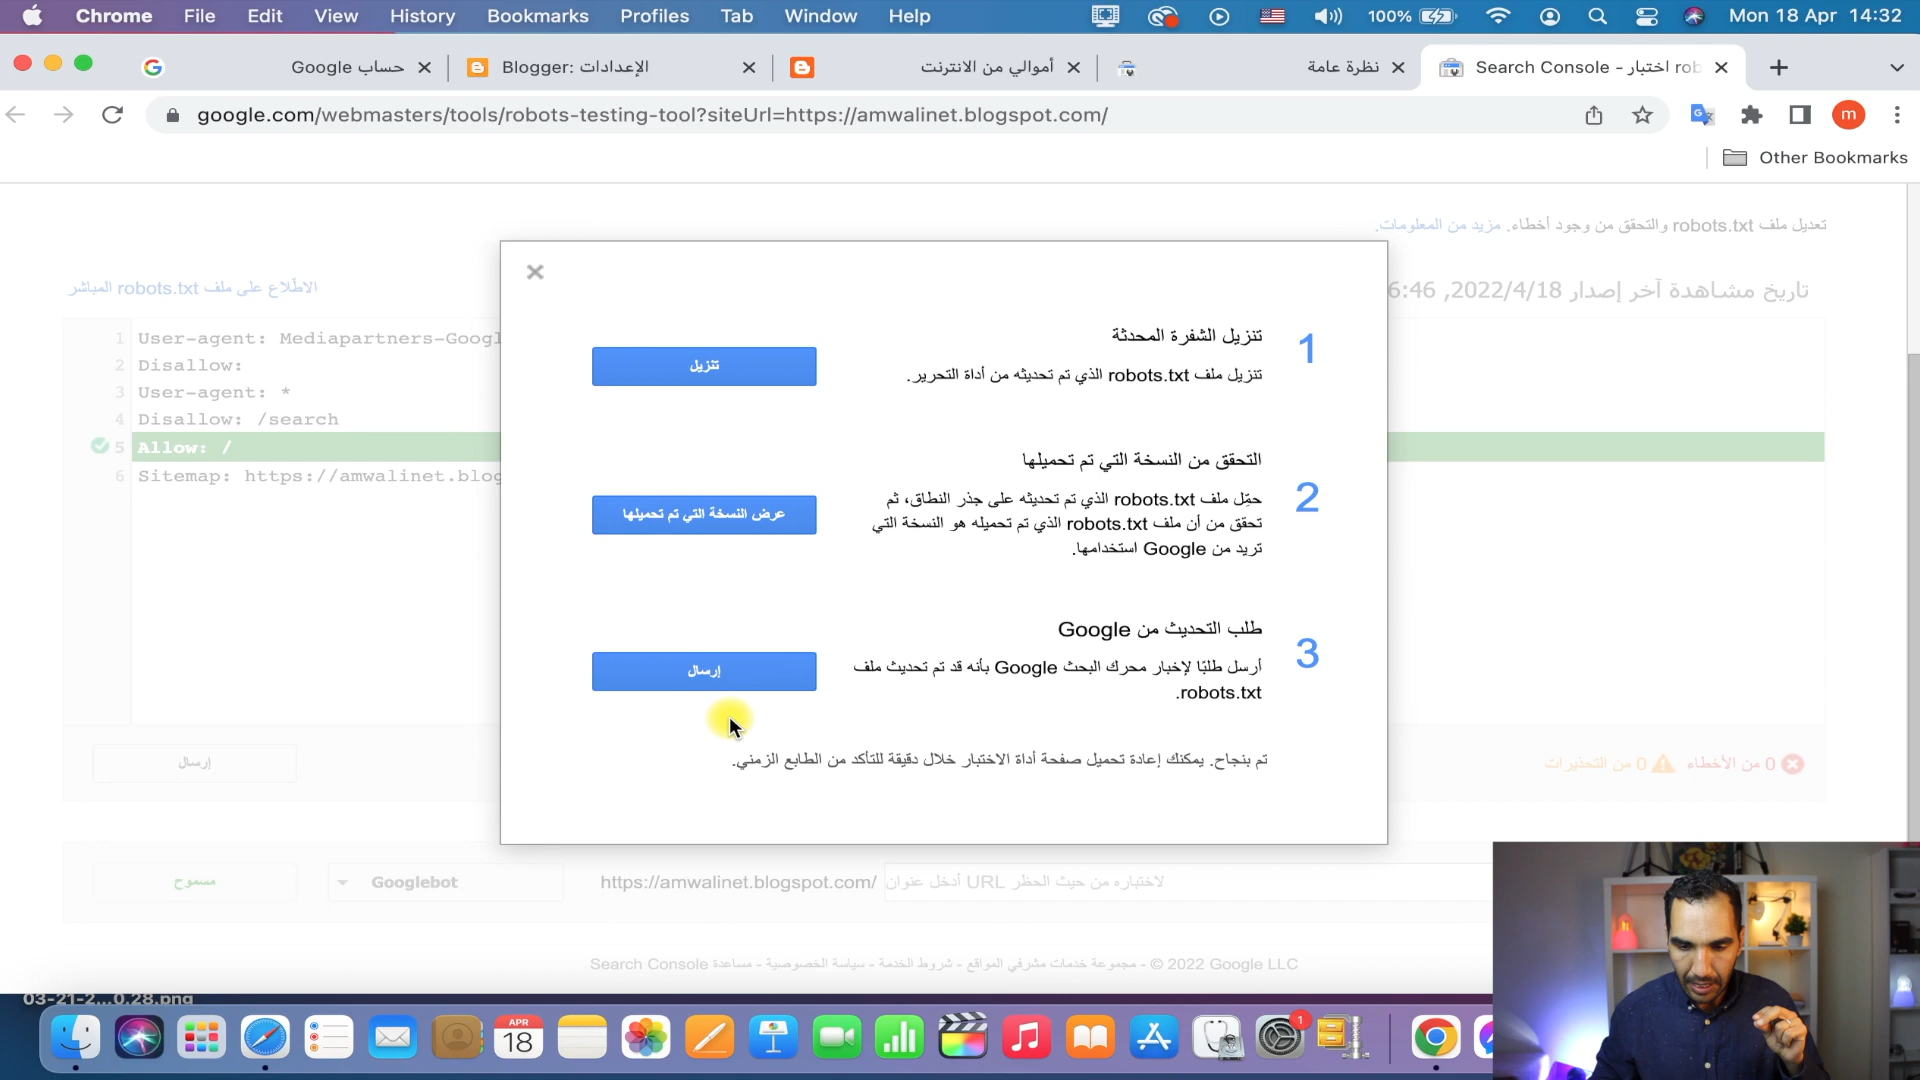 Chrome File Edit View History Bookmarks Profiles Tab Window Help 100% Mon 18 Apr 14:32
حساب Google
Blogger: الإعدادات
أموالي من الانترنت
نظرة عامة
Search Console - اختبار rob
google.com/webmasters/tools/robots-testing-tool?siteUrl=https://amwalinet.blogspot.com/
m
Other Bookmarks
تعديل ملف robots.txt والتحقق من وجود أخطاء. مزيد من المعلومات.
الاطّلاع على ملف robots.txt المباشر
تاريخ مشاهدة آخر إصدار 2022/4/18, 6:46
1 User-agent: Mediapartners-Googl
2 Disallow:
3 User-agent: *
4 Disallow: /search
5 Allow: /
6 Sitemap: https://amwalinet.blog
1
تنزيل الشفرة المحدثة
تنزيل ملف robots.txt الذي تم تحديثه من أداة التحرير.
تنزيل
2
التحقق من النسخة التي تم تحميلها
حمّل ملف robots.txt الذي تم تحديثه على جذر النطاق، ثم
تحقق من أن ملف robots.txt الذي تم تحميله هو النسخة التي
تريد من Google استخدامها.
عرض النسخة التي تم تحميلها
3
طلب التحديث من Google
أرسل طلبًا لإخبار محرك البحث Google بأنه قد تم تحديث ملف
robots.txt.
إرسال
تم بنجاح. يمكنك إعادة تحميل صفحة أداة الاختبار خلال دقيقة للتأكد من الطابع الزمني.
إرسال
0 من الأخطاء 0 من التحذيرات
مسموح
Googlebot
https://amwalinet.blogspot.com/
أدخل عنوان URL لاختباره من حيث الحظر
© 2022 Google LLC - مجموعة خدمات مشرفي المواقع - شروط الخدمة - سياسة الخصوصية - مساعدة Search Console
03-21-2...0.28.png
APR
18
1